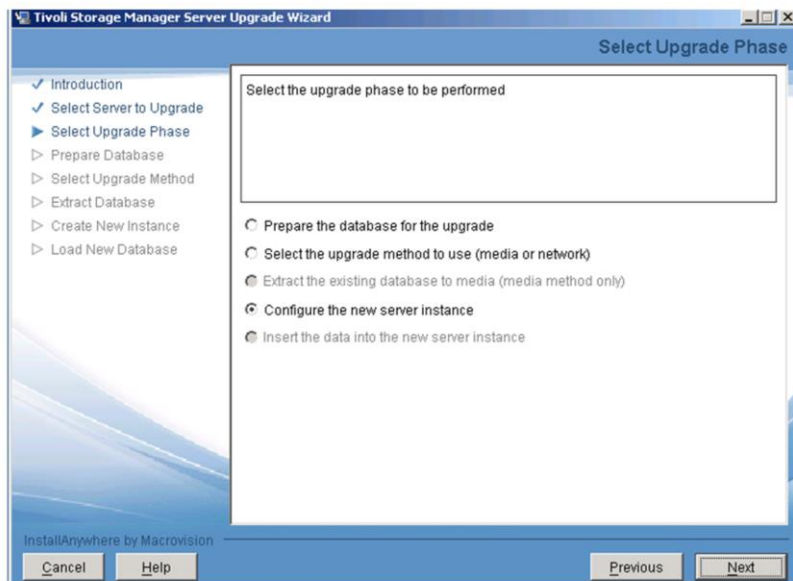 Tivoli Storage Manager Server Upgrade Wizard
Select Upgrade Phase
Introduction
Select Server to Upgrade
Select Upgrade Phase
Prepare Database
Select Upgrade Method
Extract Database
Create New Instance
Load New Database
Select the upgrade phase to be performed
Prepare the database for the upgrade
Select the upgrade method to use (media or network)
Extract the existing database to media (media method only)
Configure the new server instance
Insert the data into the new server instance
InstallAnywhere by Macrovision
Cancel
Help
Previous
Next